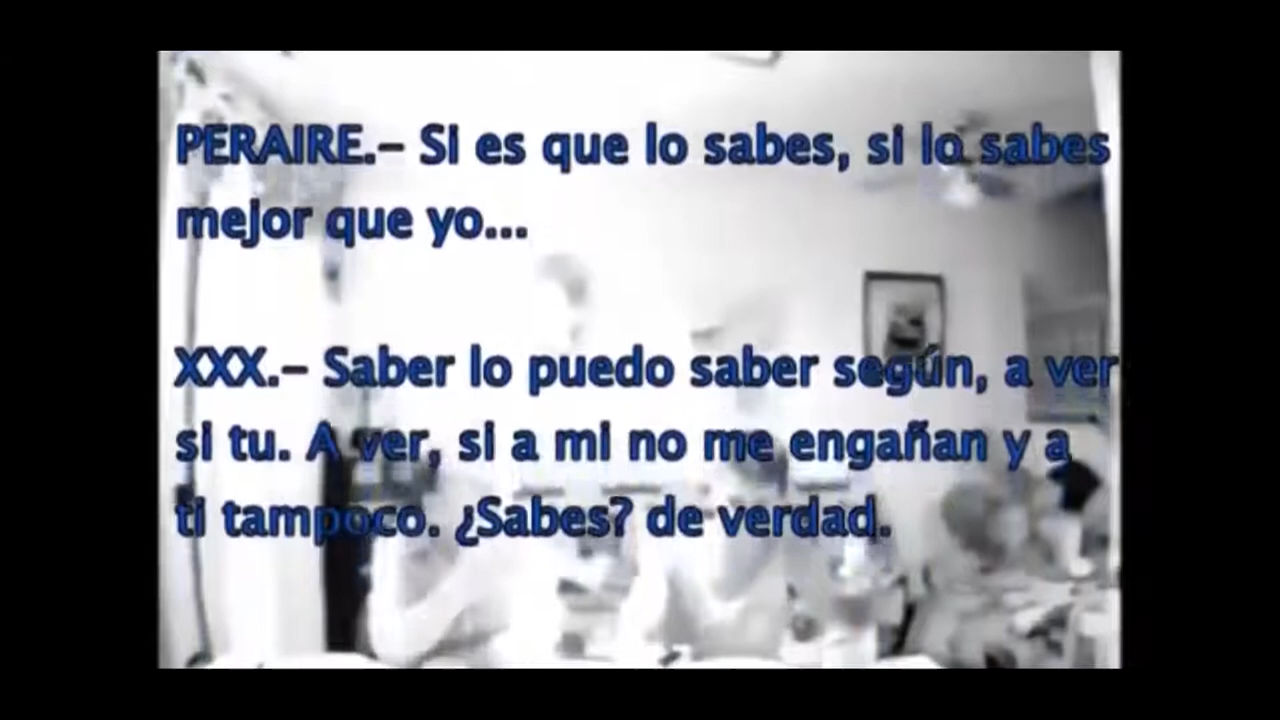 PERAIRE.– Si es que lo sabes, si lo sabes
mejor que yo...
XXX.– Saber lo puedo saber según, a ver
si tu. A ver, si a mi no me engañan y a
ti tampoco. ¿Sabes? de verdad.